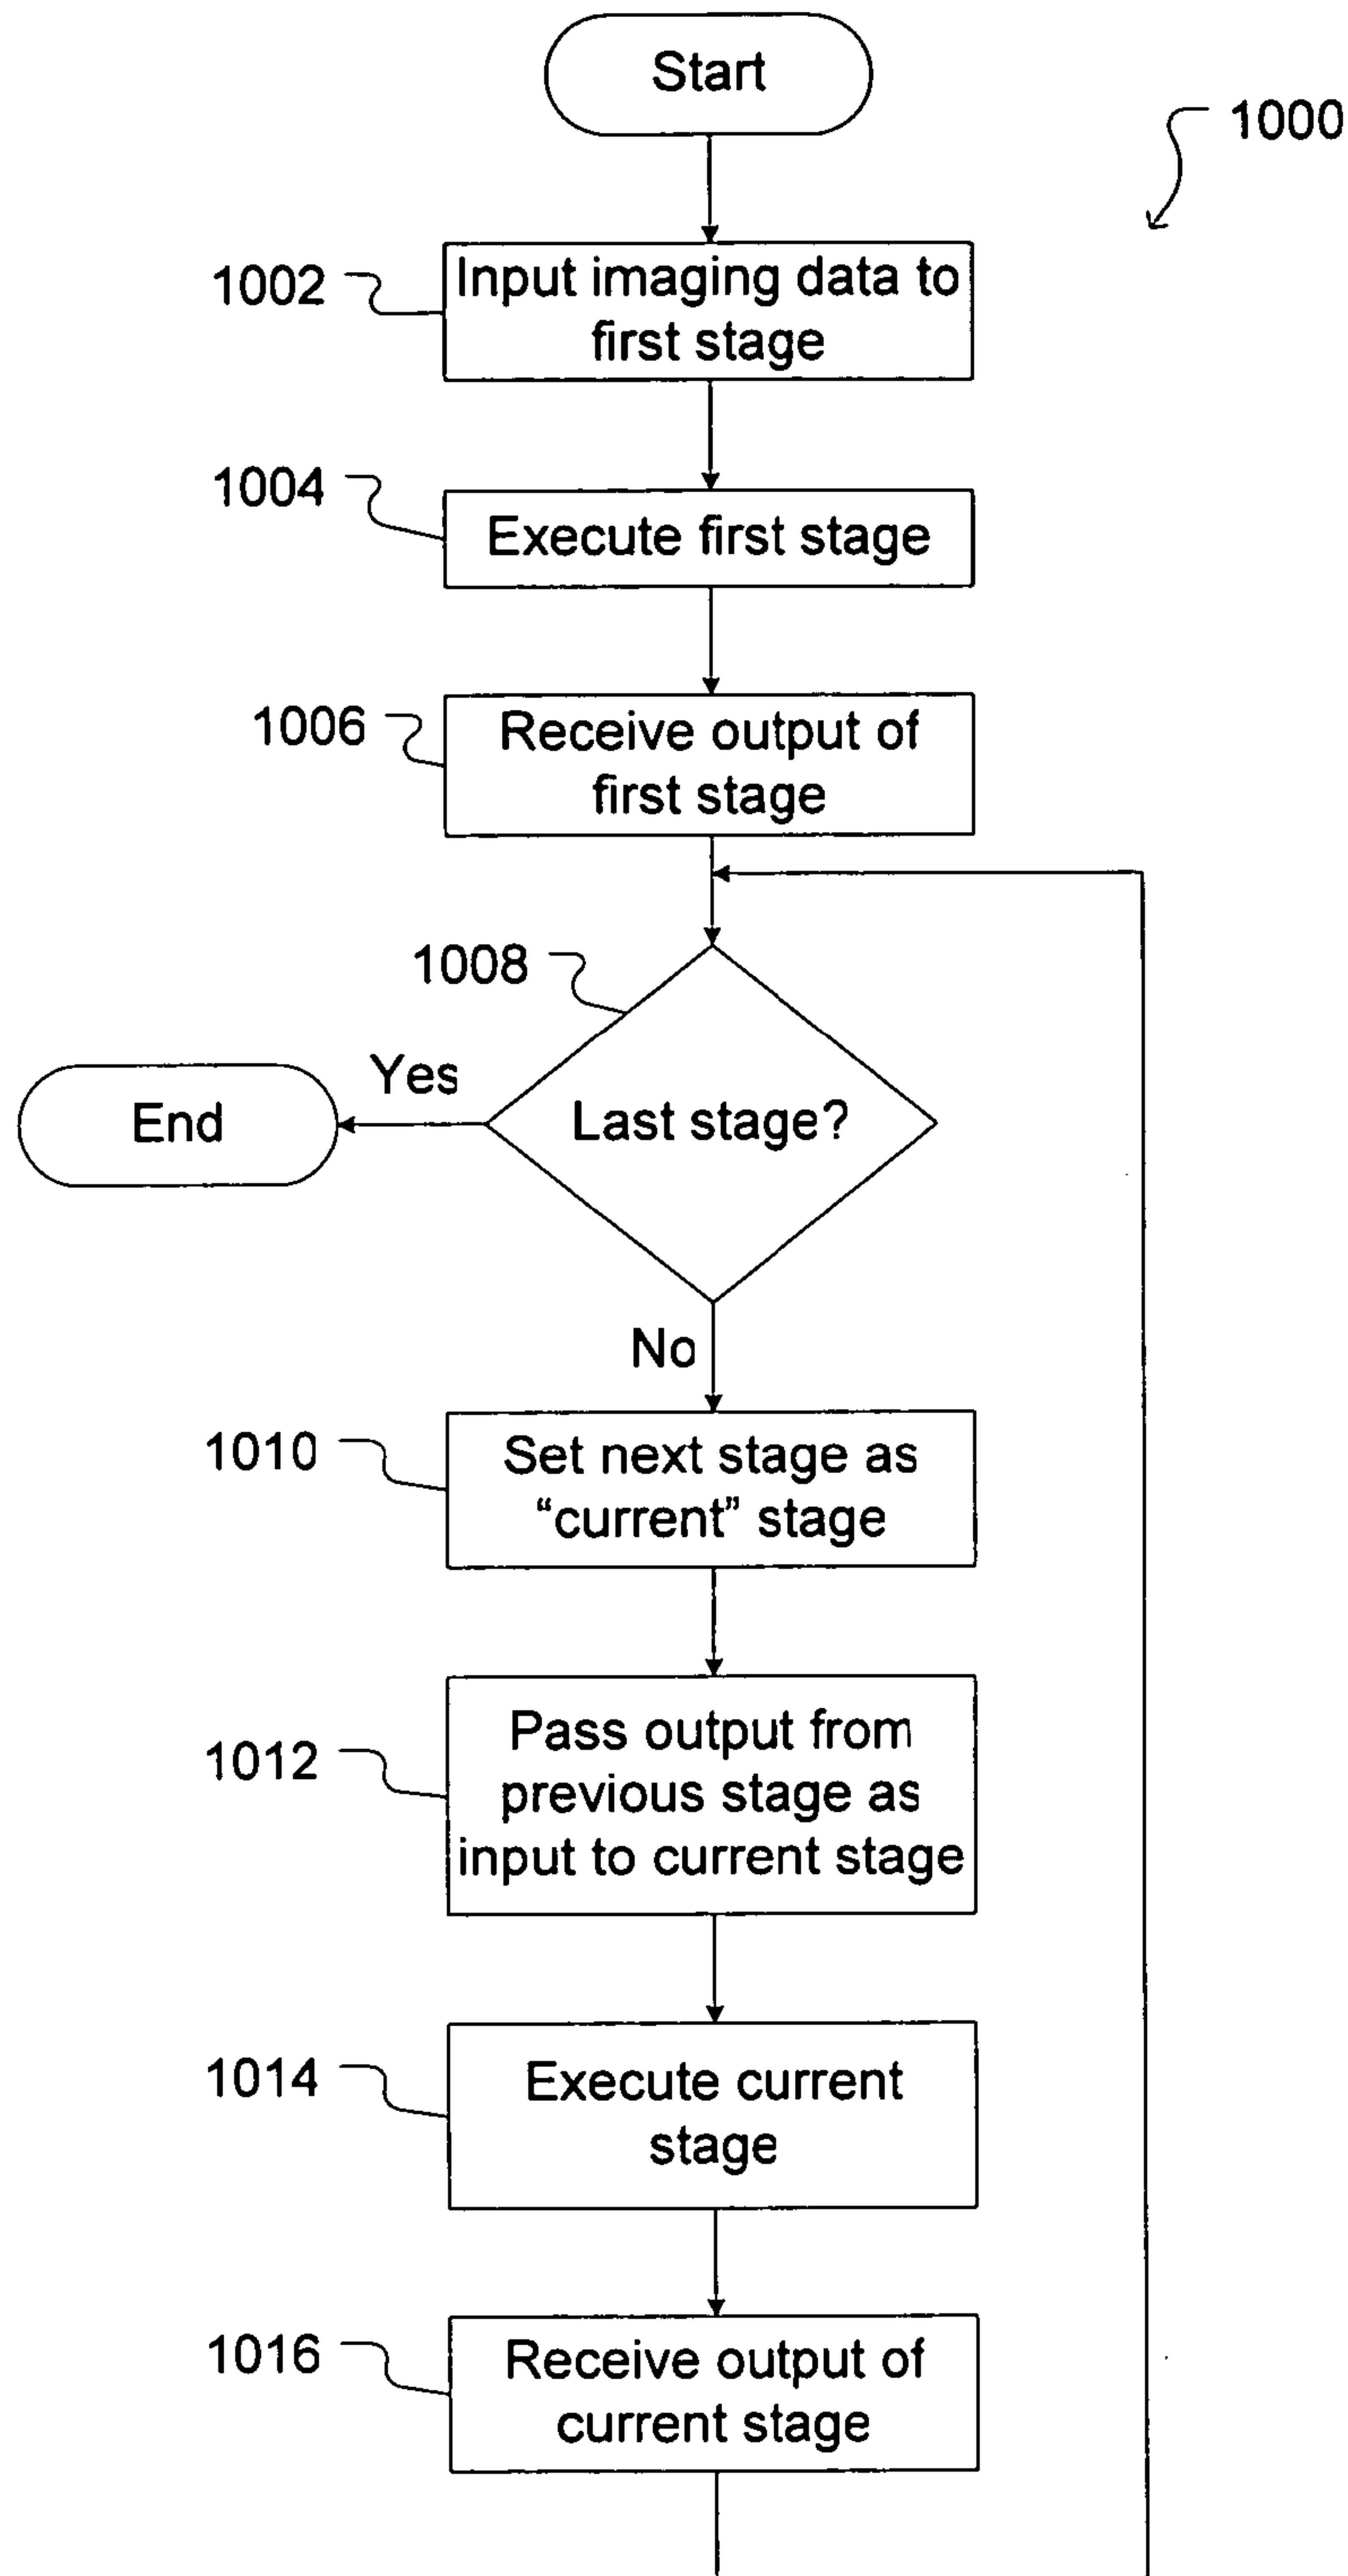 Start
1000
1002
Input imaging data to
first stage
1004
Execute first stage
1006
Receive output of
first stage
1008
Last stage?
Yes
End
No
1010
Set next stage as
“current” stage
1012
Pass output from
previous stage as
input to current stage
1014
Execute current
stage
1016
Receive output of
current stage